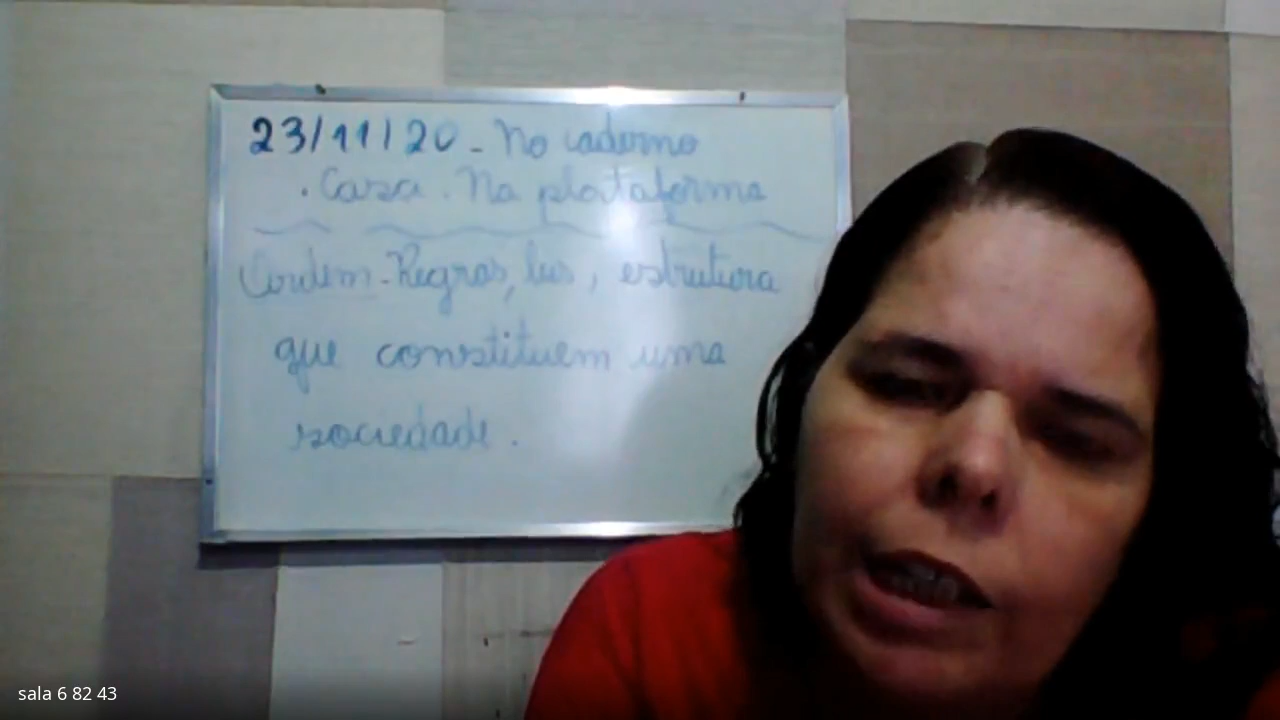 23/11/20 - No caderno
. Casa . Na plataforma
Ordem - Regras, leis, estrutura
que constituem uma
sociedade.
sala 6 82 43